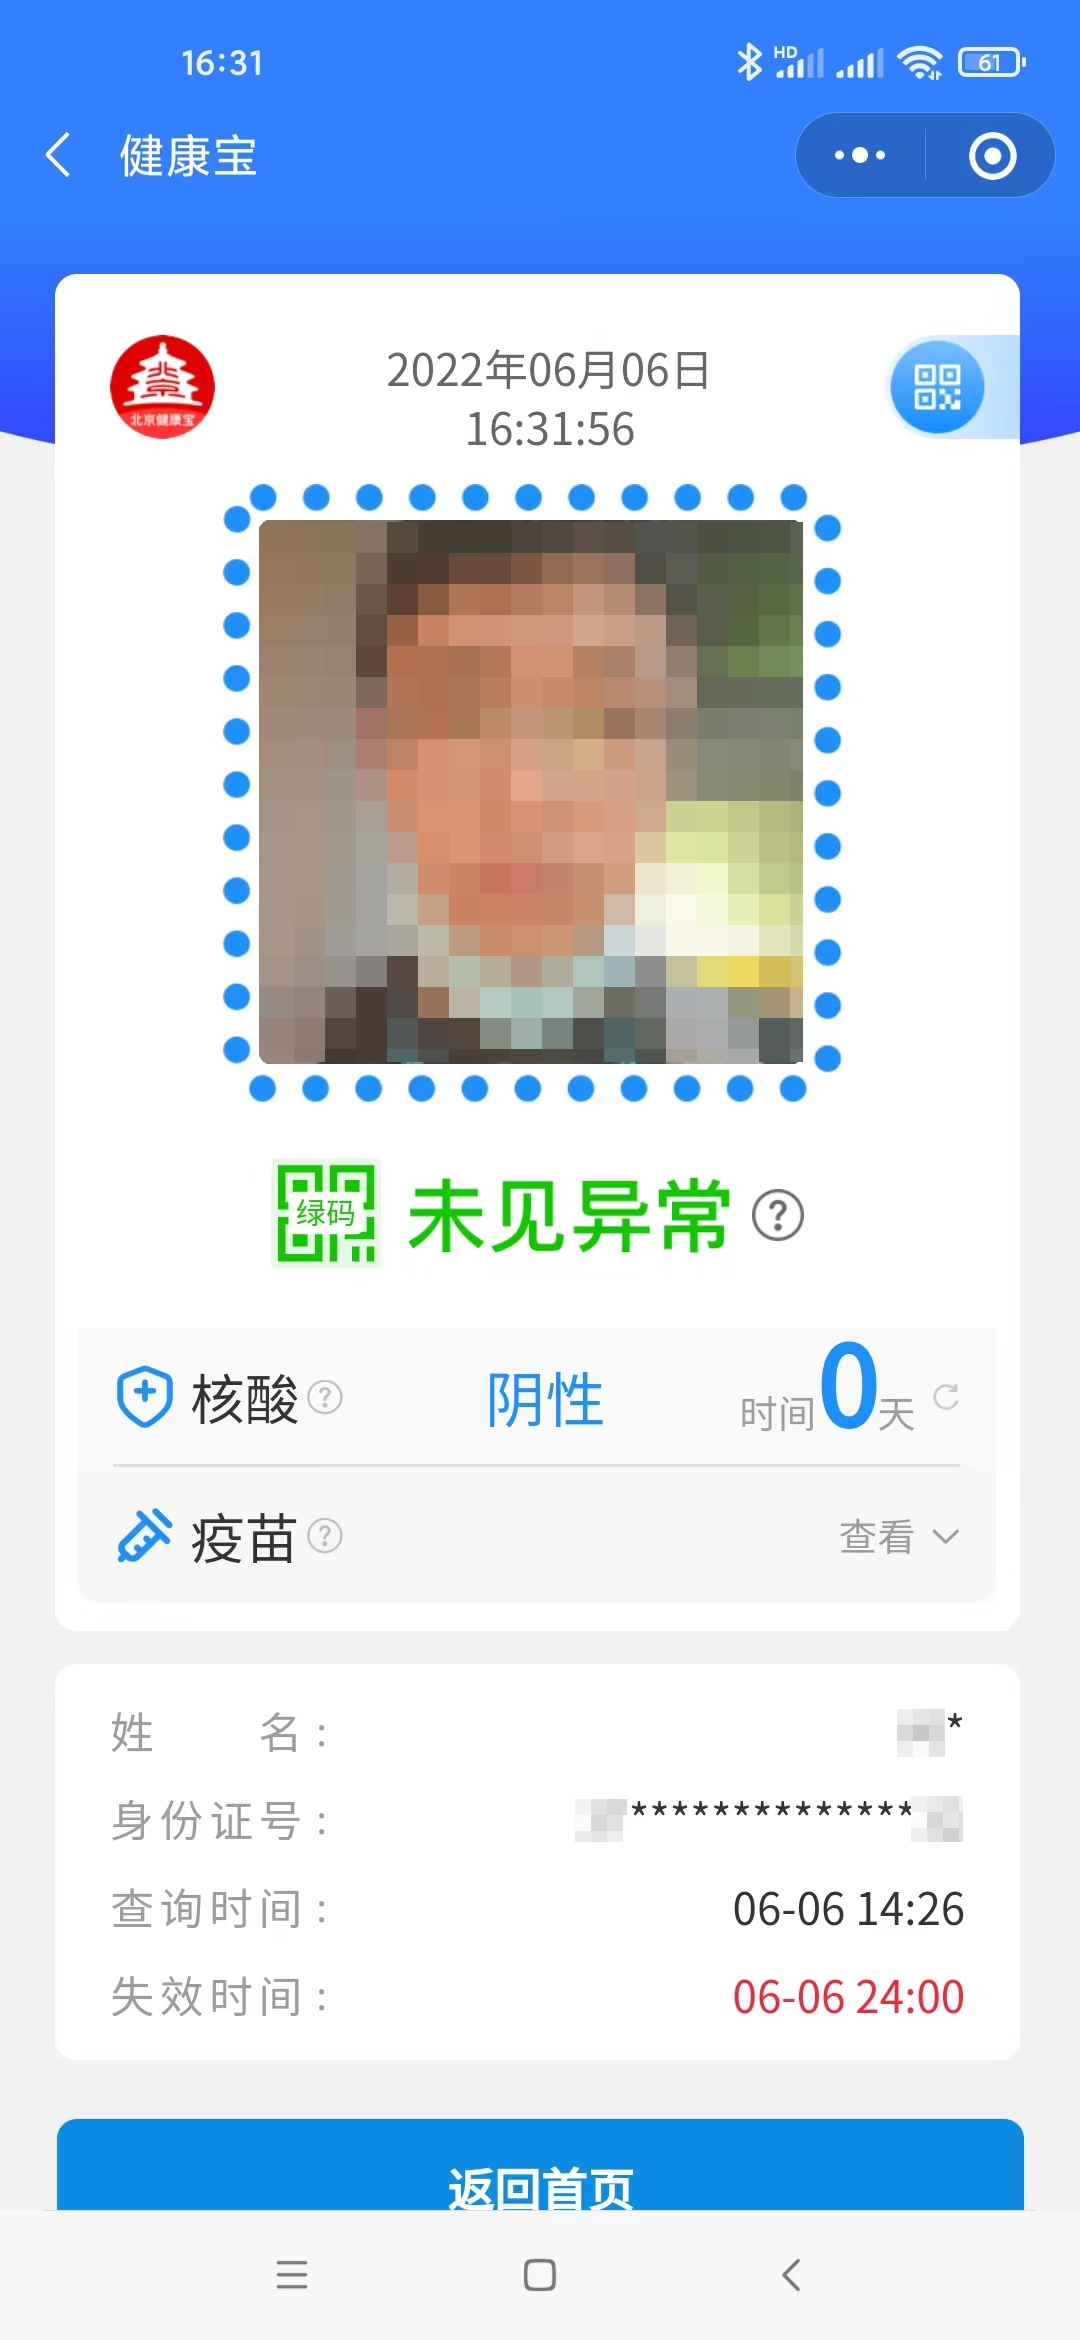 16:31
HD
61
健康宝
2022年06月06日
北京健康宝
16:31:56
绿码
未见异常 ?
核酸 ? 阴性 时间0天
疫苗 ? 查看
姓名： *
身份证号： **************
查询时间： 06-06 14:26
失效时间： 06-06 24:00
返回首页